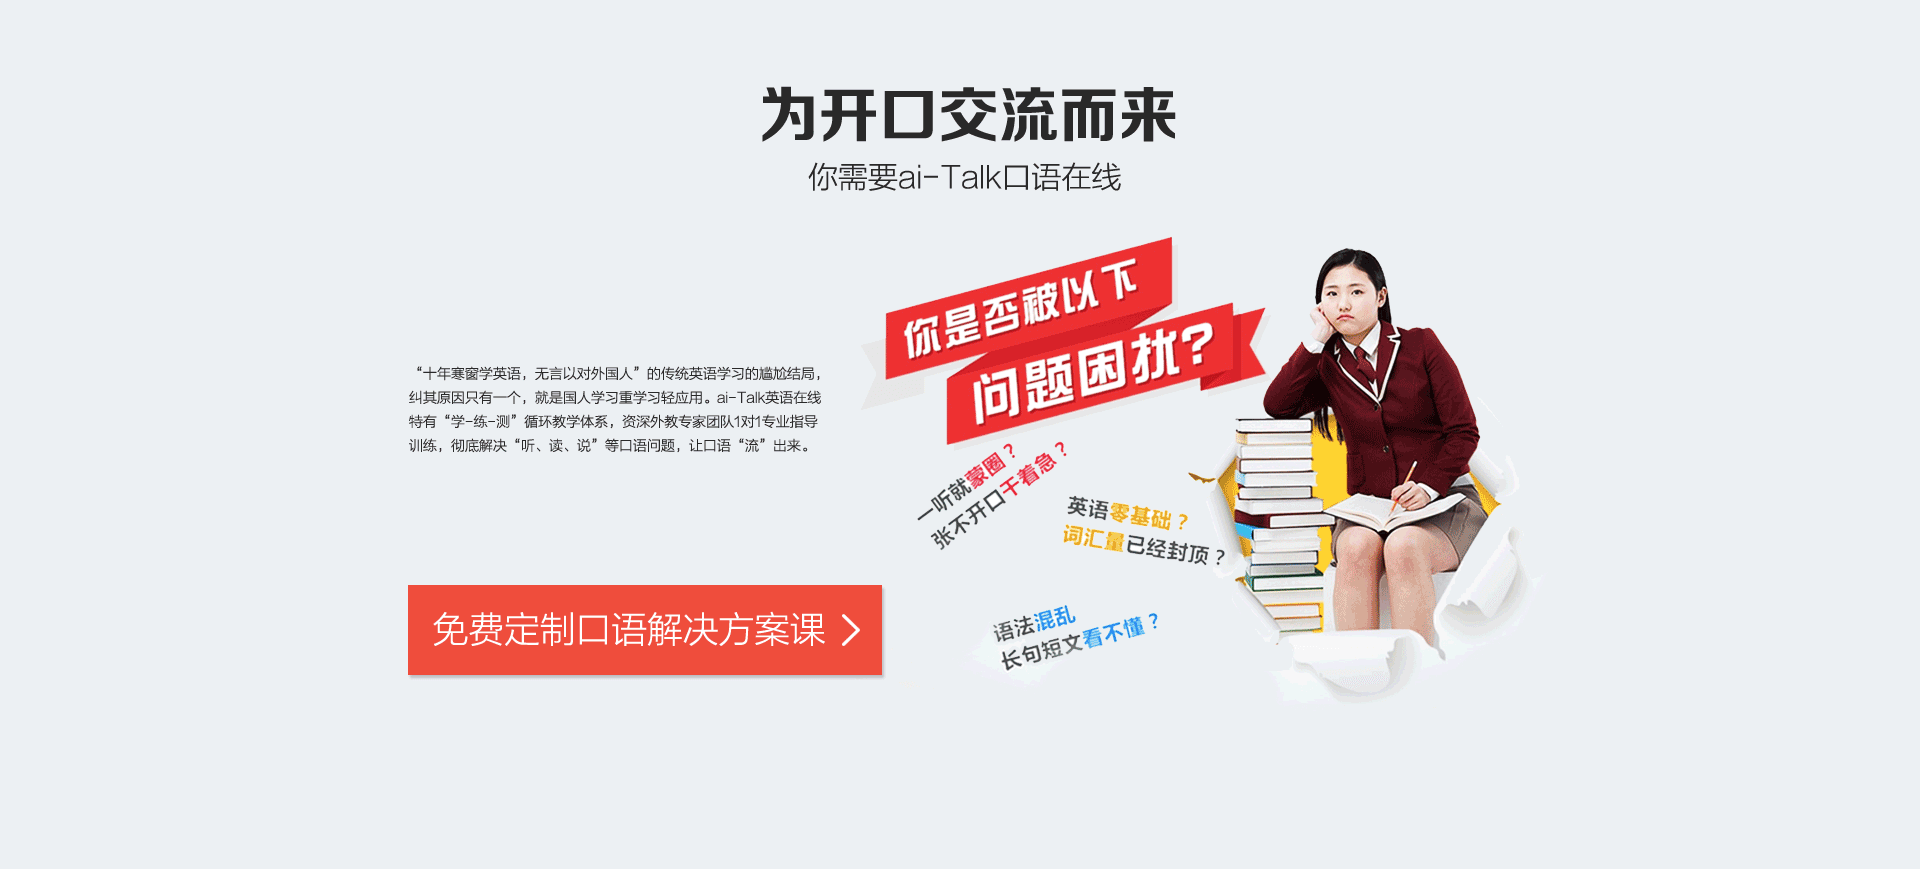 为开口交流而来
你需要ai-Talk口语在线
你是否被以下
问题困扰？
“十年寒窗学英语，无言以对外国人”的传统英语学习的尴尬结局，
纠其原因只有一个，就是国人学习重学习轻应用。ai-Talk英语在线
特有“学-练-测”循环教学体系，资深外教专家团队1对1专业指导
训练，彻底解决“听、读、说”等口语问题，让口语“流”出来。
一听就蒙圈？
张不开口干着急？
英语零基础？
词汇量已经封顶？
语法混乱
长句短文看不懂？
免费定制口语解决方案课